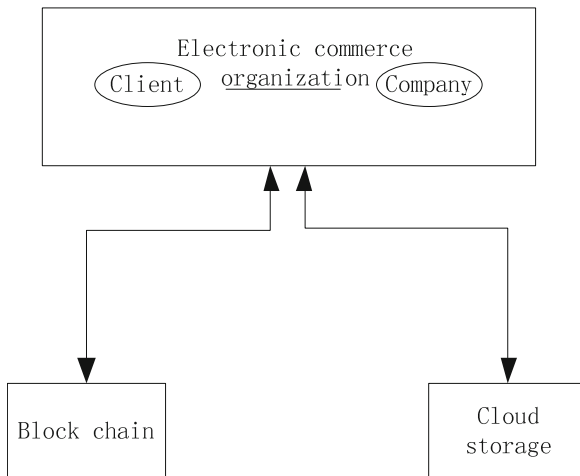 Electronic commerce
organization
Client
Company
Block chain
Cloud
storage